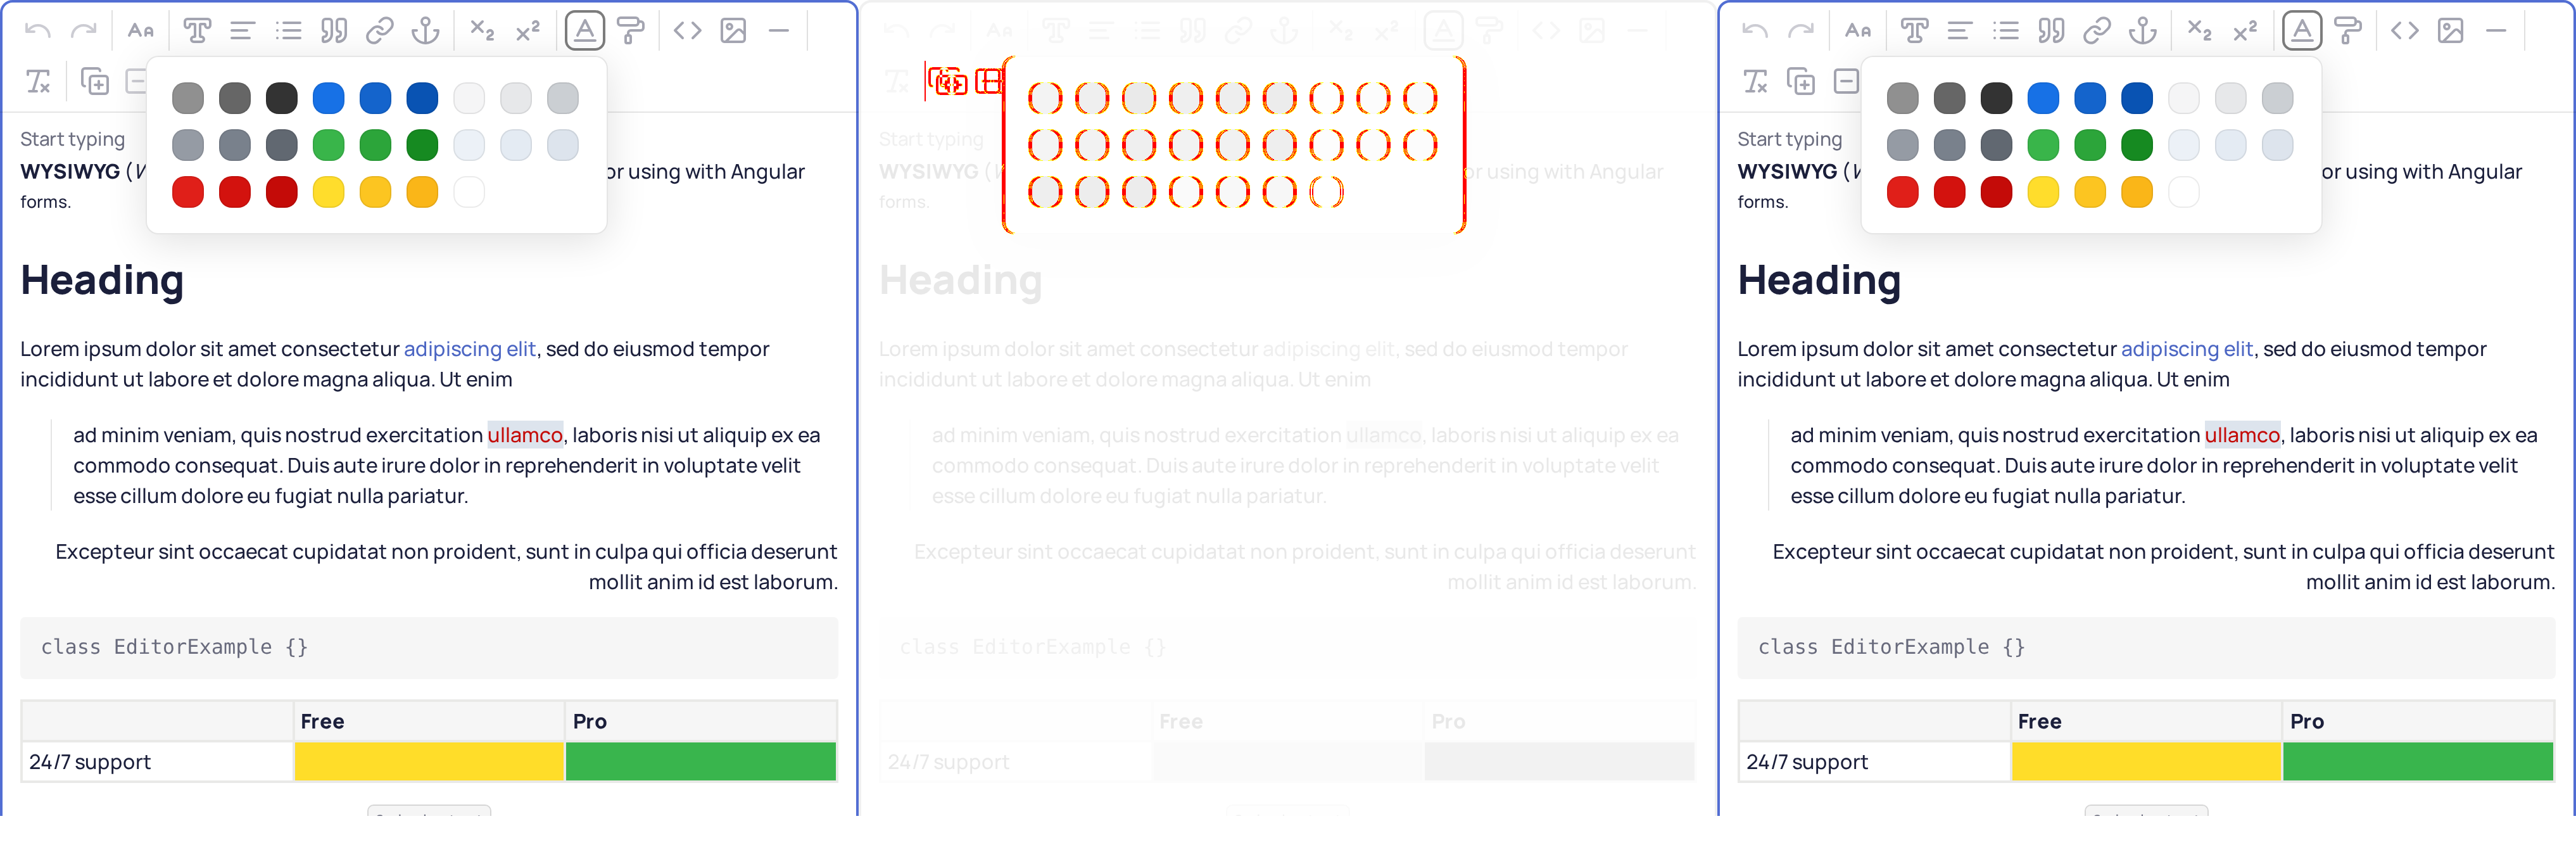 Start typing
WYSIWYG (
or using with Angular
forms.
Heading
Lorem ipsum dolor sit amet consectetur adipiscing elit, sed do eiusmod tempor
incididunt ut labore et dolore magna aliqua. Ut enim
ad minim veniam, quis nostrud exercitation ullamco, laboris nisi ut aliquip ex ea
commodo consequat. Duis aute irure dolor in reprehenderit in voluptate velit
esse cillum dolore eu fugiat nulla pariatur.
Excepteur sint occaecat cupidatat non proident, sunt in culpa qui officia deserunt
mollit anim id est laborum.
class EditorExample {}
Free Pro
24/7 support
Start typing
WYSIWYG (
or using with Angular
forms.
Heading
Lorem ipsum dolor sit amet consectetur adipiscing elit, sed do eiusmod tempor
incididunt ut labore et dolore magna aliqua. Ut enim
ad minim veniam, quis nostrud exercitation ullamco, laboris nisi ut aliquip ex ea
commodo consequat. Duis aute irure dolor in reprehenderit in voluptate velit
esse cillum dolore eu fugiat nulla pariatur.
Excepteur sint occaecat cupidatat non proident, sunt in culpa qui officia deserunt
mollit anim id est laborum.
class EditorExample {}
Free Pro
24/7 support
Start typing
WYSIWYG (
or using with Angular
forms.
Heading
Lorem ipsum dolor sit amet consectetur adipiscing elit, sed do eiusmod tempor
incididunt ut labore et dolore magna aliqua. Ut enim
ad minim veniam, quis nostrud exercitation ullamco, laboris nisi ut aliquip ex ea
commodo consequat. Duis aute irure dolor in reprehenderit in voluptate velit
esse cillum dolore eu fugiat nulla pariatur.
Excepteur sint occaecat cupidatat non proident, sunt in culpa qui officia deserunt
mollit anim id est laborum.
class EditorExample {}
Free Pro
24/7 support